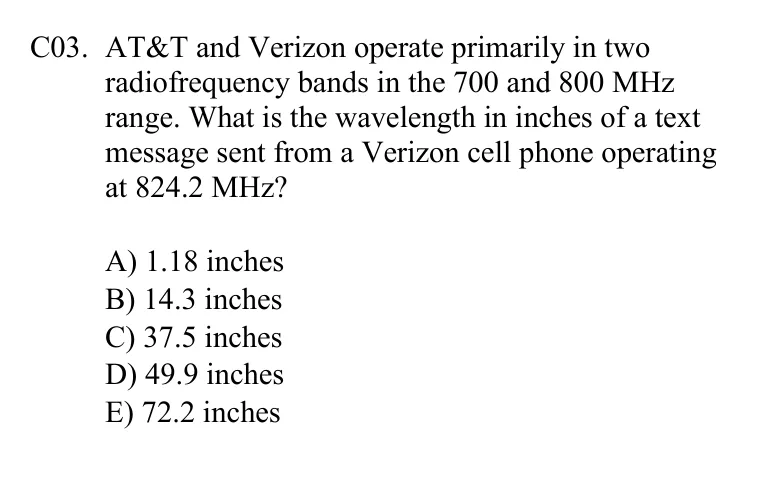 C03. AT&T and Verizon operate primarily in two
radiofrequency bands in the 700 and 800 MHz
range. What is the wavelength in inches of a text
message sent from a Verizon cell phone operating
at 824.2 MHz?
A) 1.18 inches
B) 14.3 inches
C) 37.5 inches
D) 49.9 inches
E) 72.2 inches